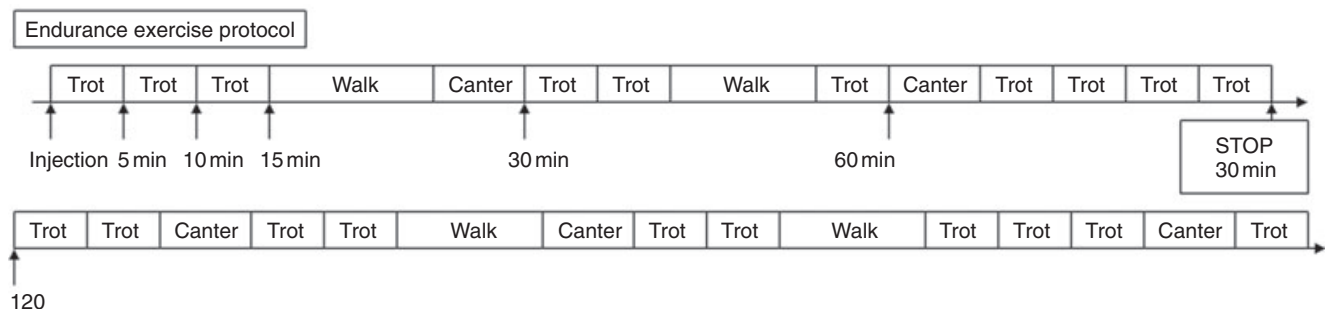 Endurance exercise protocol
Trot Trot Trot Walk Canter Trot Trot Walk Trot Canter Trot Trot Trot Trot
Injection 5 min 10 min 15 min 30 min 60 min STOP
30 min
Trot Trot Canter Trot Trot Walk Canter Trot Trot Walk Trot Trot Trot Canter Trot
120